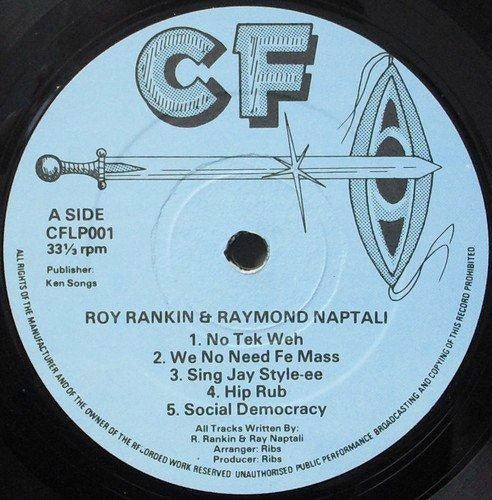 CF
A SIDE
CFLP001
33⅓ rpm
Publisher:
Ken Songs
ROY RANKIN & RAYMOND NAPTALI
1. No Tek Weh
2. We No Need Fe Mass
3. Sing Jay Style-ee
4. Hip Rub
5. Social Democracy
All Tracks Written By:
R. Rankin & Ray Naptali
Arranger: Ribs
Producer: Ribs
ALL RIGHTS OF THE MANUFACTURER AND OF THE OWNER OF THE RF-ORDED WORK RESERVED UNAUTHORISED PUBLIC PERFORMANCE BROADCASTING AND COPYING OF THIS RECORD PROHIBITED